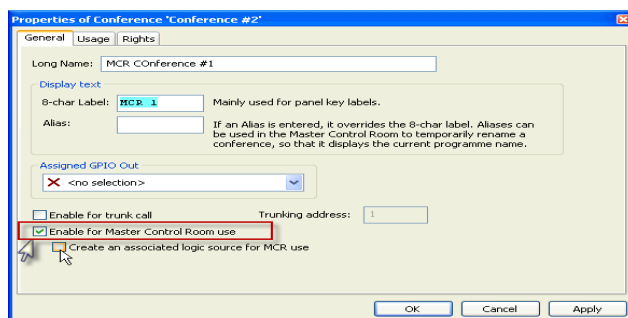 Properties of Conference 'Conference #2'
General Usage Rights
Long Name: MCR COnference #1
Display text
8-char Label: MCR 1 Mainly used for panel key labels.
Alias: If an Alias is entered, it overrides the 8-char label. Aliases can
be used in the Master Control Room to temporarily rename a
conference, so that it displays the current programme name.
Assigned GPIO Out
<no selection>
Enable for trunk call Trunking address: 1
Enable for Master Control Room use
Create an associated logic source for MCR use
OK Cancel Apply